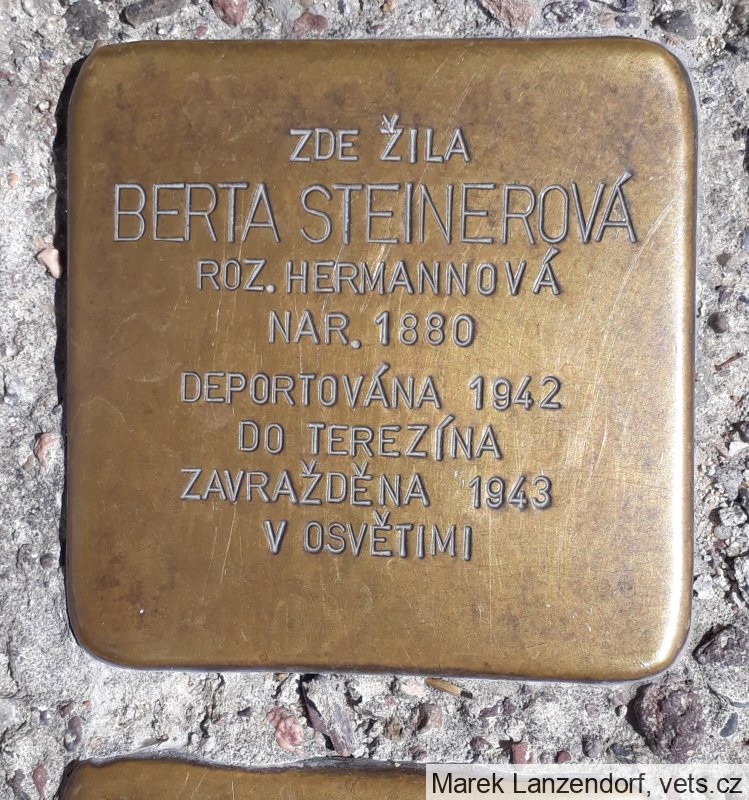 ZDE ŽILA
BERTA STEINEROVÁ
ROZ. HERMANNOVÁ
NAR. 1880
DEPORTOVÁNA 1942
DO TEREZÍNA
ZAVRAŽDĚNA 1943
V OSVĚTIMI
Marek Lanzendorf, vets.cz